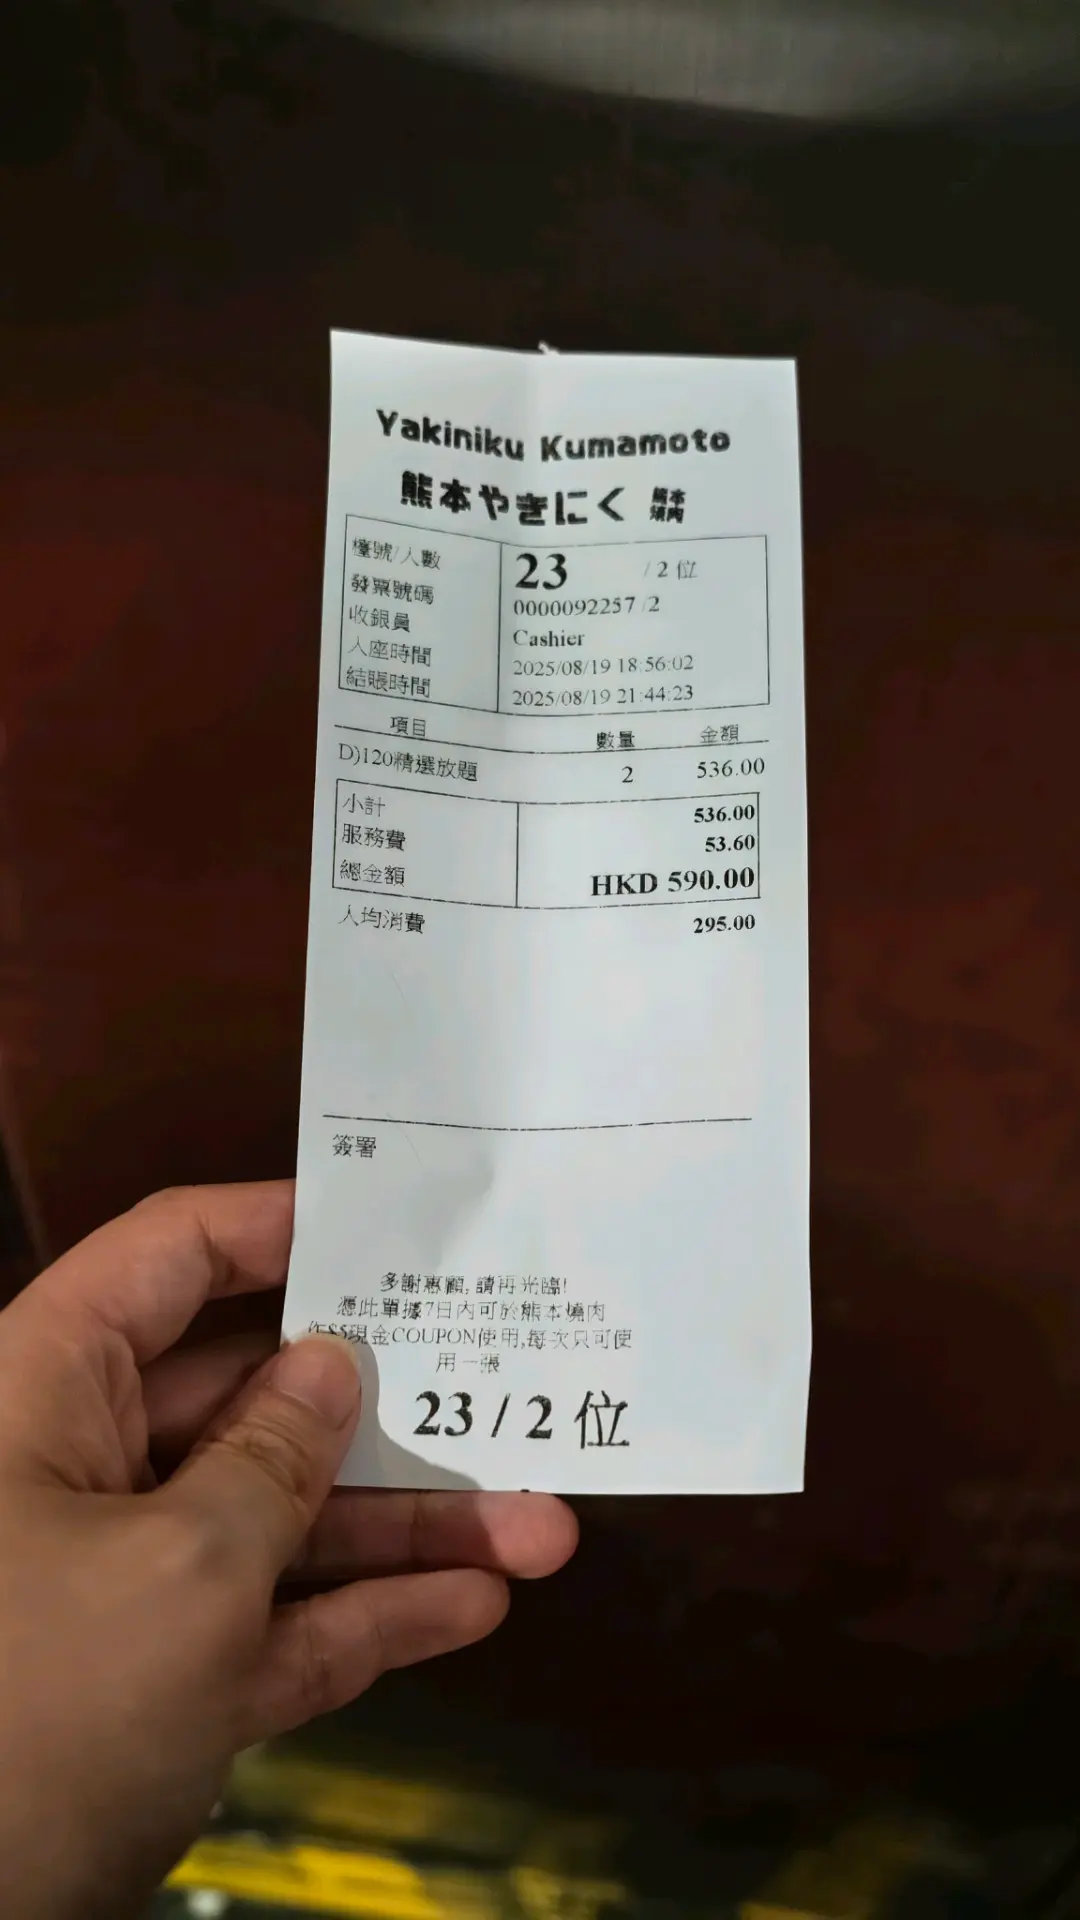 Yakiniku Kumamoto
熊本やきにく 熊本燒肉
檯號/人數 23 / 2 位
發票號碼 0000092257 /2
收銀員 Cashier
入座時間 2025/08/19 18:56:02
結賬時間 2025/08/19 21:44:23
項目 數量 金額
D)120精選放題 2 536.00
小計 536.00
服務費 53.60
總金額 HKD 590.00
人均消費 295.00
簽署
多謝惠顧, 請再光臨!
憑此單據7日內可於熊本燒肉
作$5現金COUPON使用,每次只可使
用一張
23 / 2 位